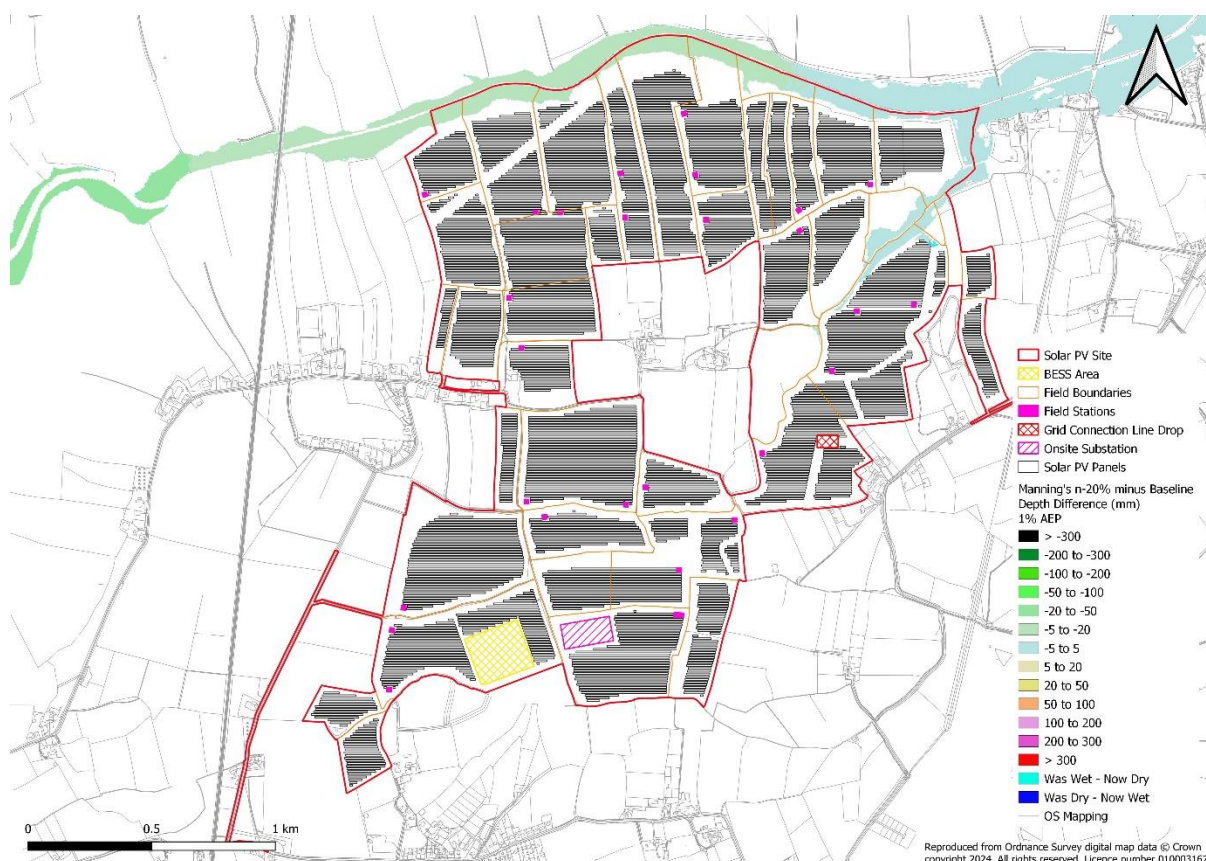 Solar PV Site
BESS Area
Field Boundaries
Field Stations
Grid Connection Line Drop
Onsite Substation
Solar PV Panels
Manning's n-20% minus Baseline
Depth Difference (mm)
1% AEP
> -300
-200 to -300
-100 to -200
-50 to -100
-20 to -50
-5 to -20
-5 to 5
5 to 20
20 to 50
50 to 100
100 to 200
200 to 300
> 300
Was Wet - Now Dry
Was Dry - Now Wet
OS Mapping
0 0.5 1 km
Reproduced from Ordnance Survey digital map data © Crown
copyright 2024. All rights reserved. Licence number